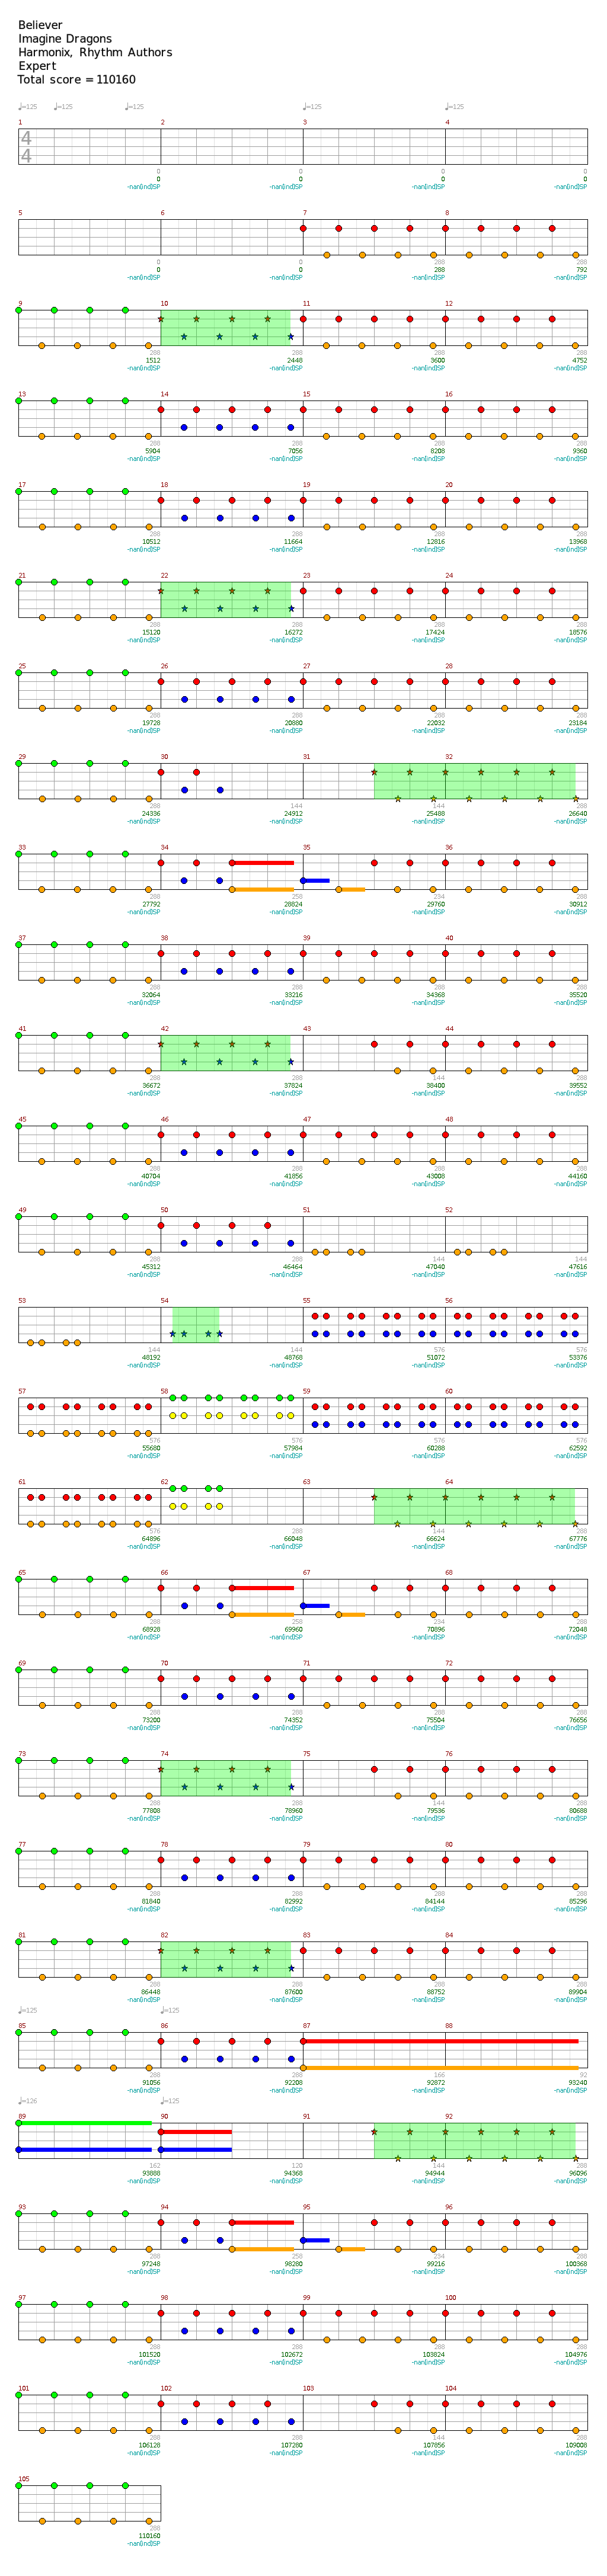 Believer
Imagine Dragons
Harmonix, Rhythm Authors
Expert
Total score = 110160
♩=125 ♩=125 ♩=125 ♩=125 ♩=125
1 2 3 4
4
4
0 0 0 0
0 0 0 0
-nan(ind)SP -nan(ind)SP -nan(ind)SP -nan(ind)SP
5 6 7 8
0 0 288 288
0 0 288 792
-nan(ind)SP -nan(ind)SP -nan(ind)SP -nan(ind)SP
9 10 11 12
288 288 288 288
1512 2448 3600 4752
-nan(ind)SP -nan(ind)SP -nan(ind)SP -nan(ind)SP
13 14 15 16
288 288 288 288
5904 7056 8208 9360
-nan(ind)SP -nan(ind)SP -nan(ind)SP -nan(ind)SP
17 18 19 20
288 288 288 288
10512 11664 12816 13968
-nan(ind)SP -nan(ind)SP -nan(ind)SP -nan(ind)SP
21 22 23 24
288 288 288 288
15120 16272 17424 18576
-nan(ind)SP -nan(ind)SP -nan(ind)SP -nan(ind)SP
25 26 27 28
288 288 288 288
19728 20880 22032 23184
-nan(ind)SP -nan(ind)SP -nan(ind)SP -nan(ind)SP
29 30 31 32
288 144 144 288
24336 24912 25488 26640
-nan(ind)SP -nan(ind)SP -nan(ind)SP -nan(ind)SP
33 34 35 36
288 258 234 288
27792 28824 29760 30912
-nan(ind)SP -nan(ind)SP -nan(ind)SP -nan(ind)SP
37 38 39 40
288 288 288 288
32064 33216 34368 35520
-nan(ind)SP -nan(ind)SP -nan(ind)SP -nan(ind)SP
41 42 43 44
288 288 144 288
36672 37824 38400 39552
-nan(ind)SP -nan(ind)SP -nan(ind)SP -nan(ind)SP
45 46 47 48
288 288 288 288
40704 41856 43008 44160
-nan(ind)SP -nan(ind)SP -nan(ind)SP -nan(ind)SP
49 50 51 52
288 288 144 144
45312 46464 47040 47616
-nan(ind)SP -nan(ind)SP -nan(ind)SP -nan(ind)SP
53 54 55 56
144 144 576 576
48192 48768 51072 53376
-nan(ind)SP -nan(ind)SP -nan(ind)SP -nan(ind)SP
57 58 59 60
576 576 576 576
55680 57984 60288 62592
-nan(ind)SP -nan(ind)SP -nan(ind)SP -nan(ind)SP
61 62 63 64
576 288 144 288
64896 66048 66624 67776
-nan(ind)SP -nan(ind)SP -nan(ind)SP -nan(ind)SP
65 66 67 68
288 258 234 288
68928 69960 70896 72048
-nan(ind)SP -nan(ind)SP -nan(ind)SP -nan(ind)SP
69 70 71 72
288 288 288 288
73200 74352 75504 76656
-nan(ind)SP -nan(ind)SP -nan(ind)SP -nan(ind)SP
73 74 75 76
288 288 144 288
77808 78960 79536 80688
-nan(ind)SP -nan(ind)SP -nan(ind)SP -nan(ind)SP
77 78 79 80
288 288 288 288
81840 82992 84144 85296
-nan(ind)SP -nan(ind)SP -nan(ind)SP -nan(ind)SP
81 82 83 84
288 288 288 288
86448 87600 88752 89904
-nan(ind)SP -nan(ind)SP -nan(ind)SP -nan(ind)SP
♩=125 ♩=125
85 86 87 88
288 288 166 92
91056 92208 92872 93240
-nan(ind)SP -nan(ind)SP -nan(ind)SP -nan(ind)SP
♩=126 ♩=125
89 90 91 92
162 120 144 288
93888 94368 94944 96096
-nan(ind)SP -nan(ind)SP -nan(ind)SP -nan(ind)SP
93 94 95 96
288 258 234 288
97248 98280 99216 100368
-nan(ind)SP -nan(ind)SP -nan(ind)SP -nan(ind)SP
97 98 99 100
288 288 288 288
101520 102672 103824 104976
-nan(ind)SP -nan(ind)SP -nan(ind)SP -nan(ind)SP
101 102 103 104
288 288 144 288
106128 107280 107856 109008
-nan(ind)SP -nan(ind)SP -nan(ind)SP -nan(ind)SP
105
288
110160
-nan(ind)SP